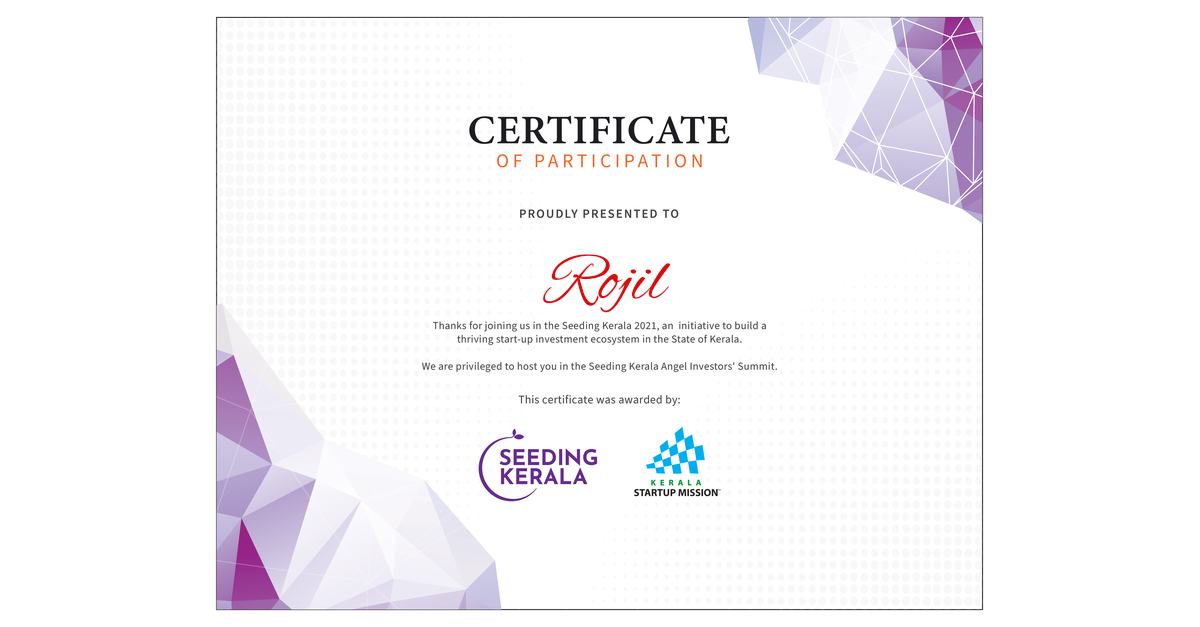 CERTIFICATE
OF PARTICIPATION
PROUDLY PRESENTED TO
Rojil
Thanks for joining us in the Seeding Kerala 2021, an initiative to build a
thriving start-up investment ecosystem in the State of Kerala.
We are privileged to host you in the Seeding Kerala Angel Investors' Summit.
This certificate was awarded by:
SEEDING
KERALA
KERALA
STARTUP MISSION